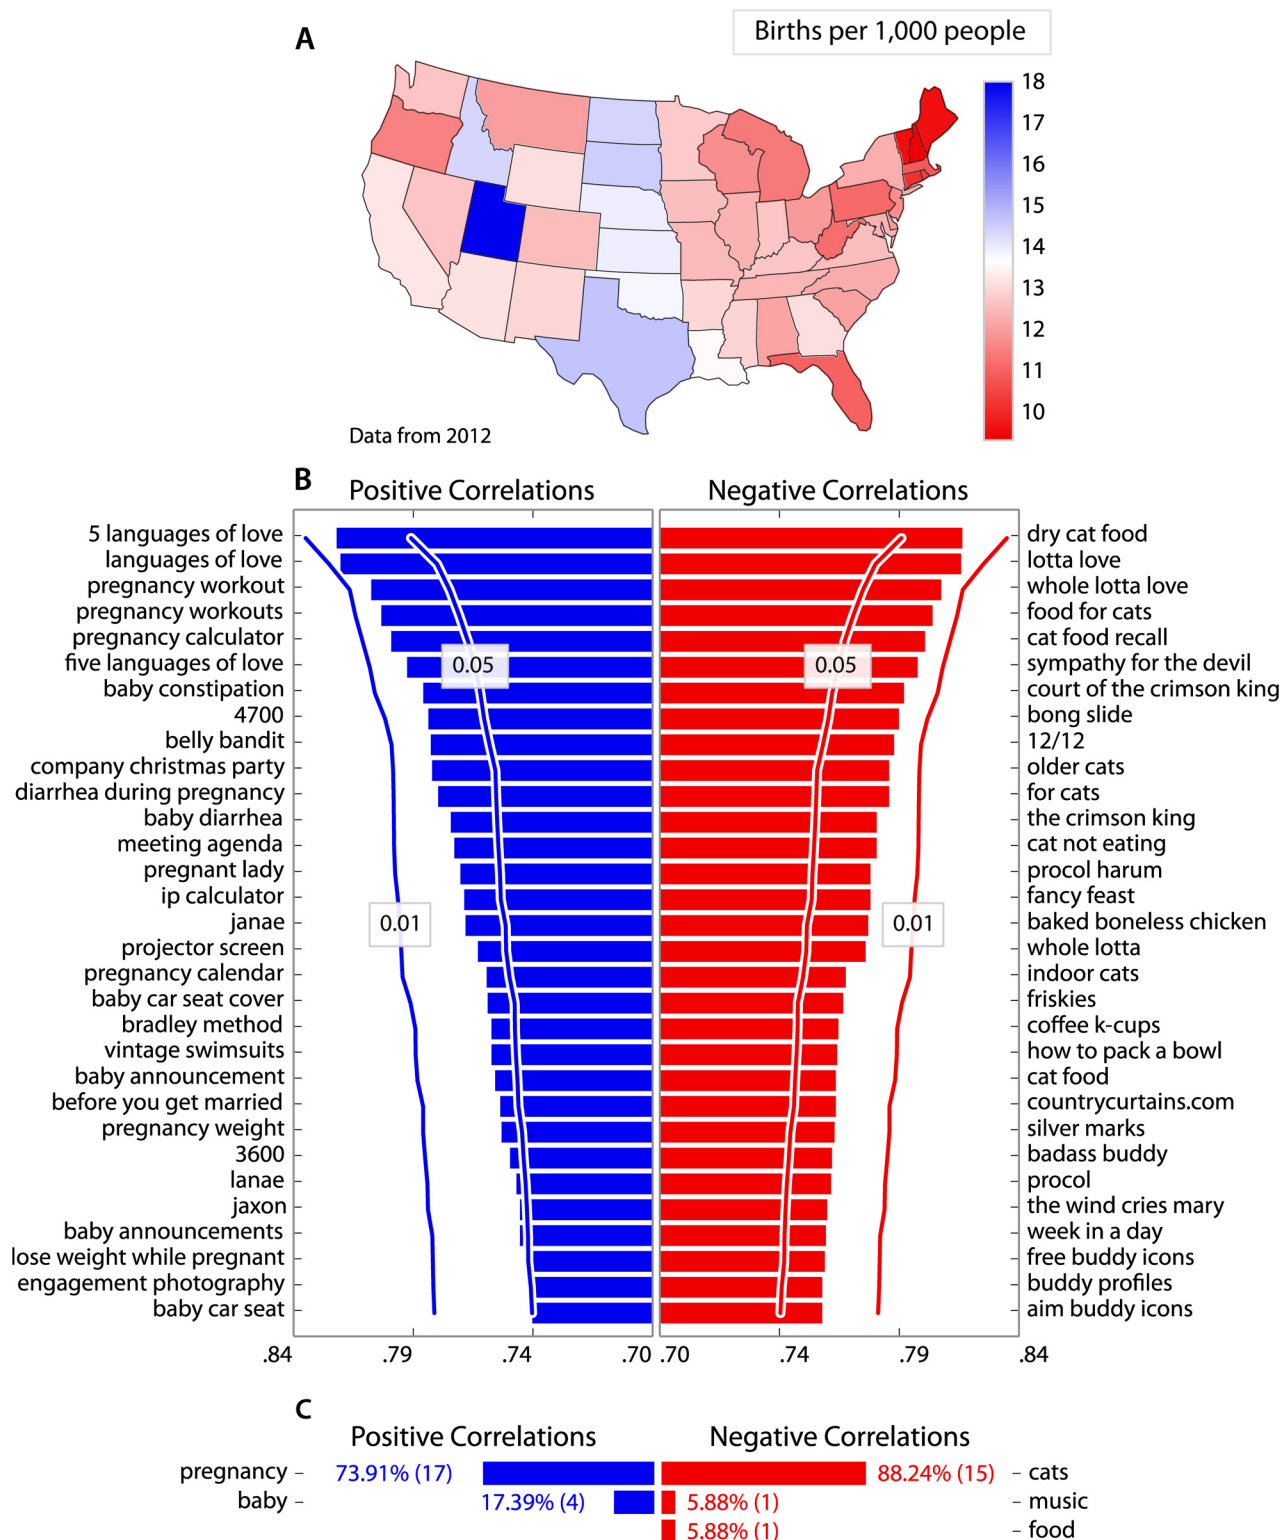 A
Births per 1,000 people
18
17
16
15
14
13
12
11
10
Data from 2012
B
Positive Correlations
Negative Correlations
5 languages of love
languages of love
pregnancy workout
pregnancy workouts
pregnancy calculator
five languages of love
baby constipation
4700
belly bandit
company christmas party
diarrhea during pregnancy
baby diarrhea
meeting agenda
pregnant lady
ip calculator
janae
projector screen
pregnancy calendar
baby car seat cover
bradley method
vintage swimsuits
baby announcement
before you get married
pregnancy weight
3600
lanae
jaxon
baby announcements
lose weight while pregnant
engagement photography
baby car seat
0.05
0.01
0.05
0.01
dry cat food
lotta love
whole lotta love
food for cats
cat food recall
sympathy for the devil
court of the crimson king
bong slide
12/12
older cats
for cats
the crimson king
cat not eating
procol harum
fancy feast
baked boneless chicken
whole lotta
indoor cats
friskies
coffee k-cups
how to pack a bowl
cat food
countrycurtains.com
silver marks
badass buddy
procol
the wind cries mary
week in a day
free buddy icons
buddy profiles
aim buddy icons
.84 .79 .74 .70 .70 .74 .79 .84
C
Positive Correlations
Negative Correlations
pregnancy 73.91% (17)
baby 17.39% (4)
88.24% (15) cats
5.88% (1) music
5.88% (1) food